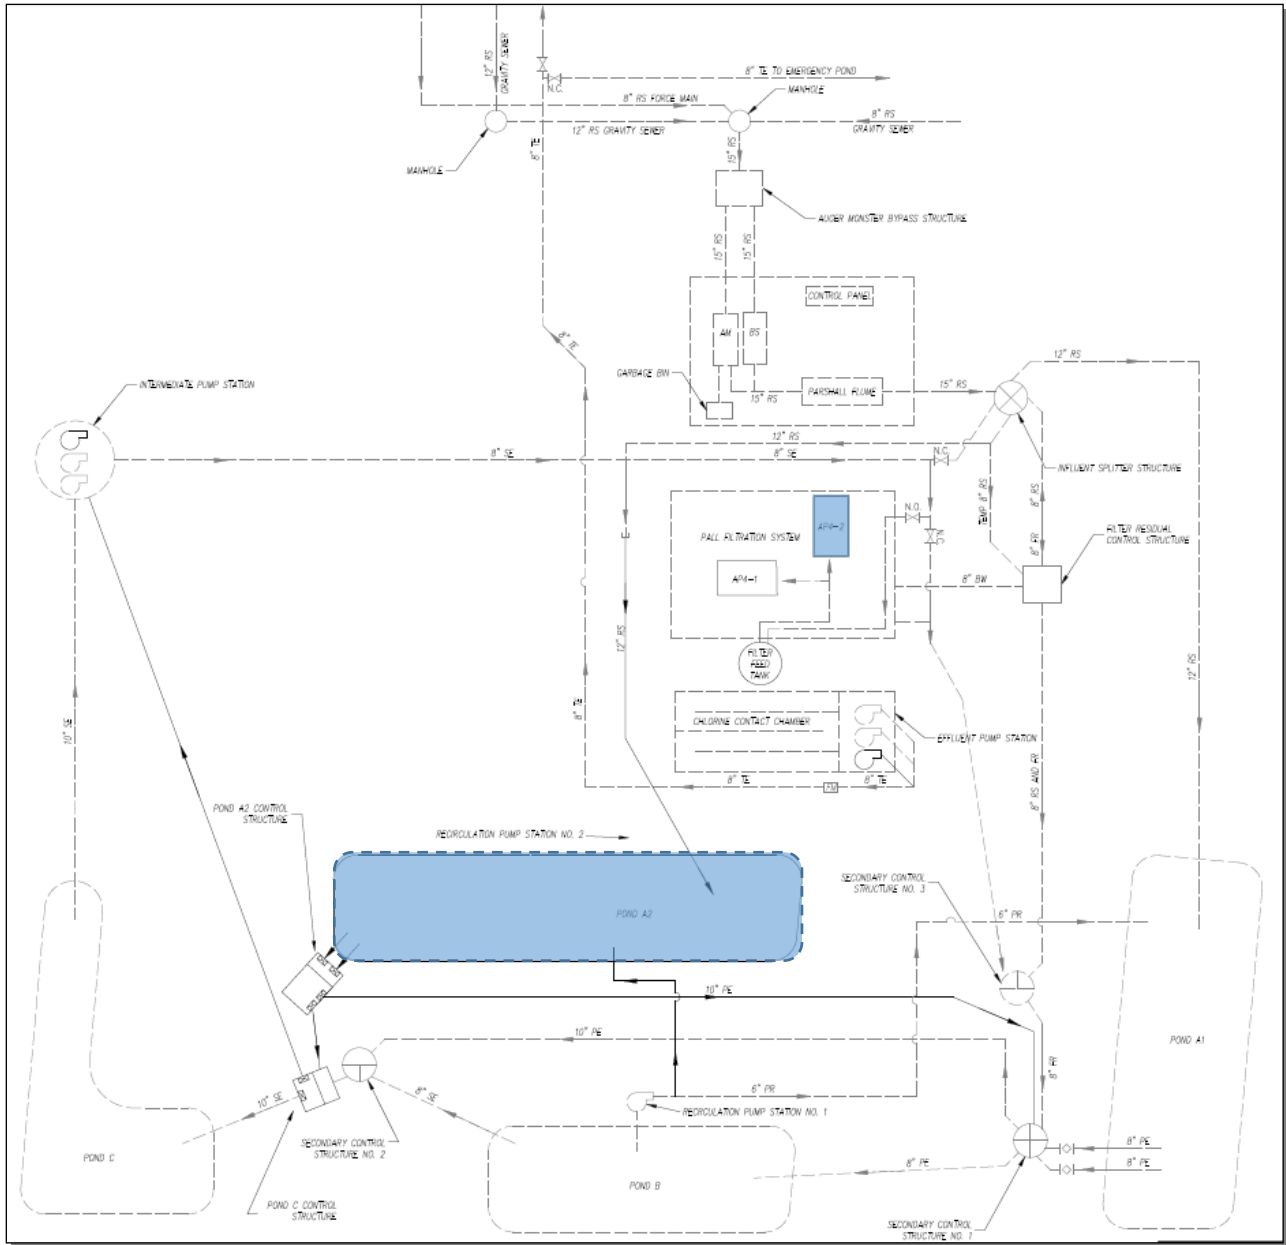 12" RS
GRAVITY SEWER
8" TE TO EMERGENCY POND
N.C.
MANHOLE
8" RS FORCE MAIN
8" RS
GRAVITY SEWER
12" RS GRAVITY SEWER
8" TE
MANHOLE
15" RS
AUGER MONSTER BYPASS STRUCTURE
15" RS
15" RS
CONTROL PANEL
AM
BS
8" TE
12" RS
GARBAGE BIN
INTERMEDIATE PUMP STATION
15" RS
PARSHALL FLUME
15" RS
12" RS
8" SE
8" SE
N.C.
INFLUENT SPLITTER STRUCTURE
TEMP 8" RS
8" RS
N.O.
AP4-2
PALL FILTRATION SYSTEM
N.C.
8" FR
FILTER RESIDUAL
CONTROL STRUCTURE
AP4-1
8" BW
12" RS
FILTER
FEED
TANK
12" RS
8" TE
CHLORINE CONTACT CHAMBER
EFFLUENT PUMP STATION
10" SE
8" TE
FM
8" TE
8" RS AND FR
POND A2 CONTROL
STRUCTURE
RECIRCULATION PUMP STATION NO. 2
SECONDARY CONTROL
STRUCTURE NO. 3
POND A2
6" PR
10" PE
10" PE
POND A1
8" FR
10" SE
8" SE
6" PR
RECIRCULATION PUMP STATION NO. 1
SECONDARY CONTROL
STRUCTURE NO. 2
8" PE
8" PE
8" PE
POND C
POND B
POND C CONTROL
STRUCTURE
SECONDARY CONTROL
STRUCTURE NO. 1